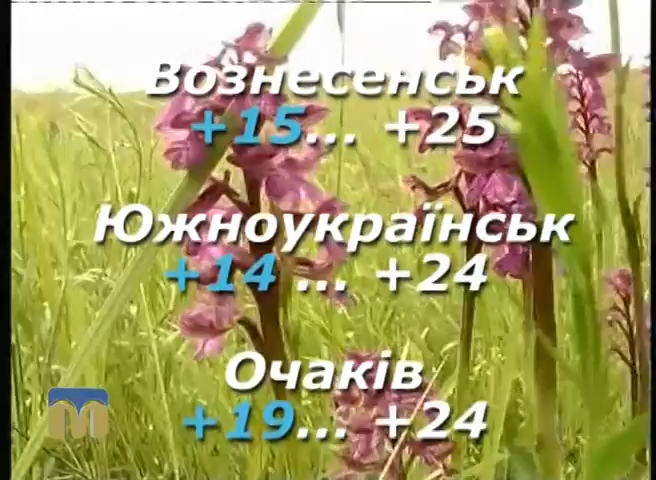 Вознесенськ
+15... +25
Южноукраїнськ
+14 ... +24
Очаків
+19... +24